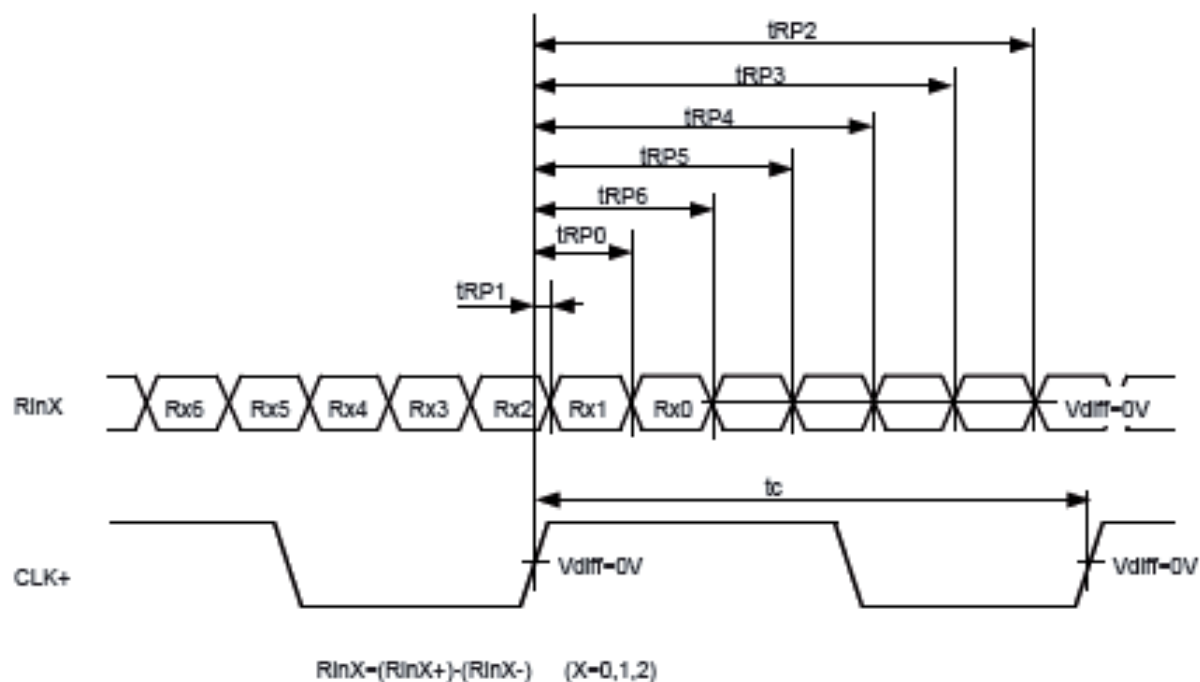 tRP2
tRP3
tRP4
tRP5
tRP6
tRP0
tRP1
RinX Rx6 Rx5 Rx4 Rx3 Rx2 Rx1 Rx0 Vdiff=0V
tc
CLK+ Vdiff=0V Vdiff=0V
RinX=(RinX+)-(RinX-) (X=0,1,2)